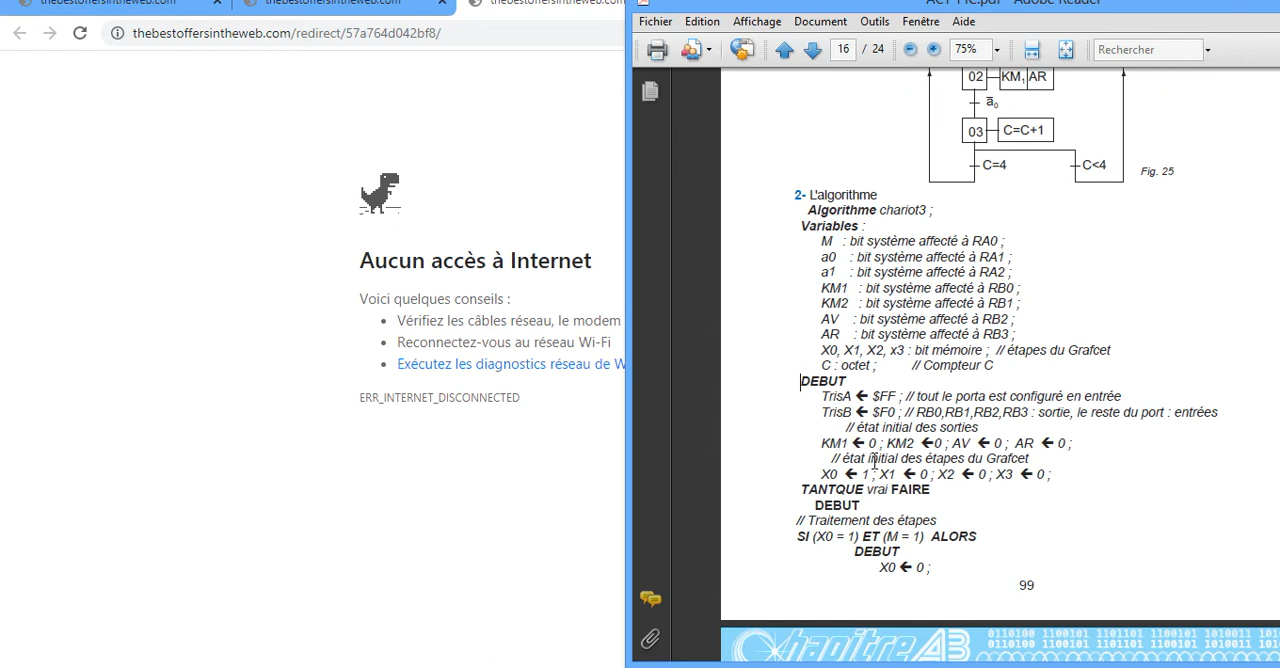 thebestoffersintheweb.com
thebestoffersintheweb.com
thebestoffersintheweb.com
thebestoffersintheweb.com/redirect/57a764d042bf8/
Aucun accès à Internet
Voici quelques conseils :
• Vérifiez les câbles réseau, le modem
• Reconnectez-vous au réseau Wi-Fi
• Exécutez les diagnostics réseau de W
ERR_INTERNET_DISCONNECTED
Adobe Reader
Fichier Edition Affichage Document Outils Fenêtre Aide
16 / 24 75% Rechercher
02 KM1 AR
a̅0
03 C=C+1
C=4 C<4
Fig. 25
2- L'algorithme
Algorithme chariot3 ;
Variables :
M : bit système affecté à RA0 ;
a0 : bit système affecté à RA1 ;
a1 : bit système affecté à RA2 ;
KM1 : bit système affecté à RB0 ;
KM2 : bit système affecté à RB1 ;
AV : bit système affecté à RB2 ;
AR : bit système affecté à RB3 ;
X0, X1, X2, x3 : bit mémoire ; // étapes du Grafcet
C : octet ; // Compteur C
DEBUT
TrisA 🡰 $FF ; // tout le porta est configuré en entrée
TrisB 🡰 $F0 ; // RB0,RB1,RB2,RB3 : sortie, le reste du port : entrées
// état initial des sorties
KM1 🡰 0 ; KM2 🡰0 ; AV 🡰 0 ; AR 🡰 0 ;
// état initial des étapes du Grafcet
X0 🡰 1 ; X1 🡰 0 ; X2 🡰 0 ; X3 🡰 0 ;
TANTQUE vrai FAIRE
DEBUT
// Traitement des étapes
SI (X0 = 1) ET (M = 1) ALORS
DEBUT
X0 🡰 0 ;
99
Chapitre A3